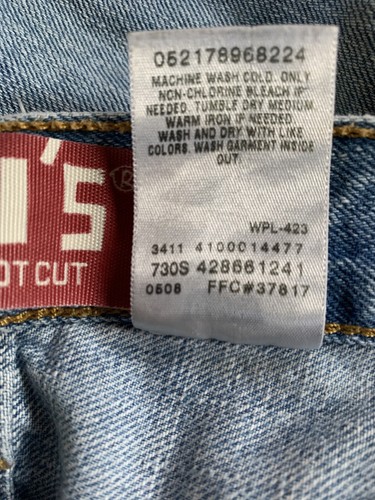 052178968224
MACHINE WASH COLD. ONLY
NON-CHLORINE BLEACH IF
NEEDED. TUMBLE DRY MEDIUM.
WARM IRON IF NEEDED
WASH AND DRY WITH LIKE
COLORS. WASH GARMENT INSIDE
OUT.
WPL-423
3411 4100014477
730S 428661241
0508 FFC#37817
'S®
OT CUT